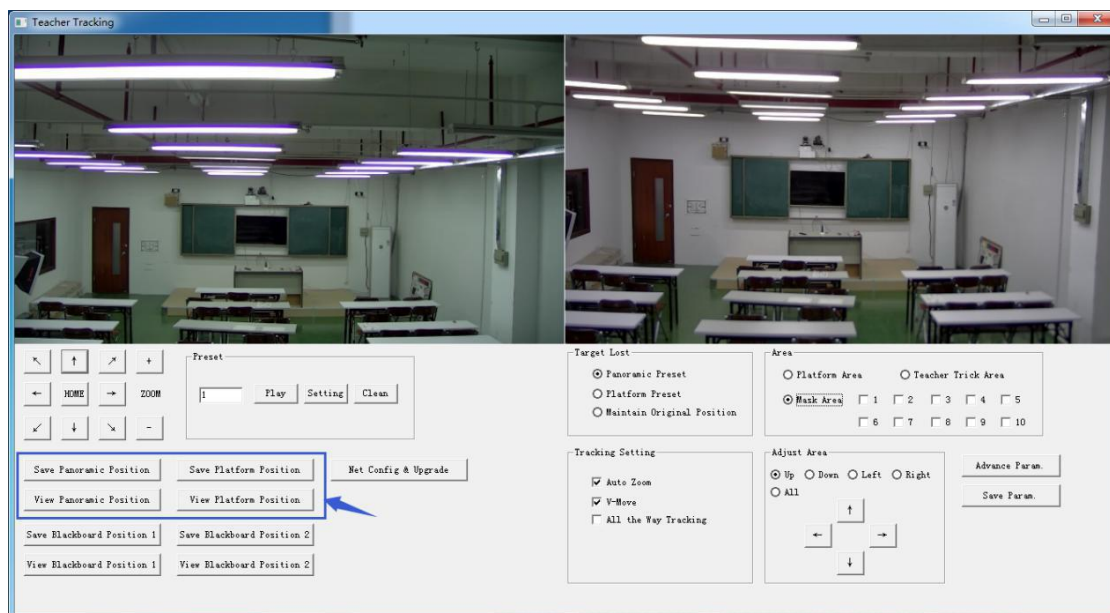 Teacher Tracking
HOME
ZOOM
Preset
1
Play
Setting
Clean
Save Panoramic Position
Save Platform Position
Net Config & Upgrade
View Panoramic Position
View Platform Position
Save Blackboard Position 1
Save Blackboard Position 2
View Blackboard Position 1
View Blackboard Position 2
Target Lost
Panoramic Preset
Platform Preset
Maintain Original Position
Area
Platform Area
Teacher Trick Area
Mask Area
1 2 3 4 5
6 7 8 9 10
Tracking Setting
Auto Zoom
V-Move
All the Way Tracking
Adjust Area
Up Down Left Right
All
Advance Param.
Save Param.